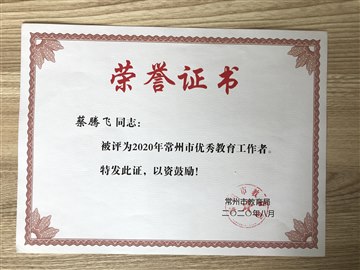 荣誉证书
蔡腾飞同志：
被评为2020年常州市优秀教育工作者。
特发此证，以资鼓励！
常州市教育局
二〇二〇年八月